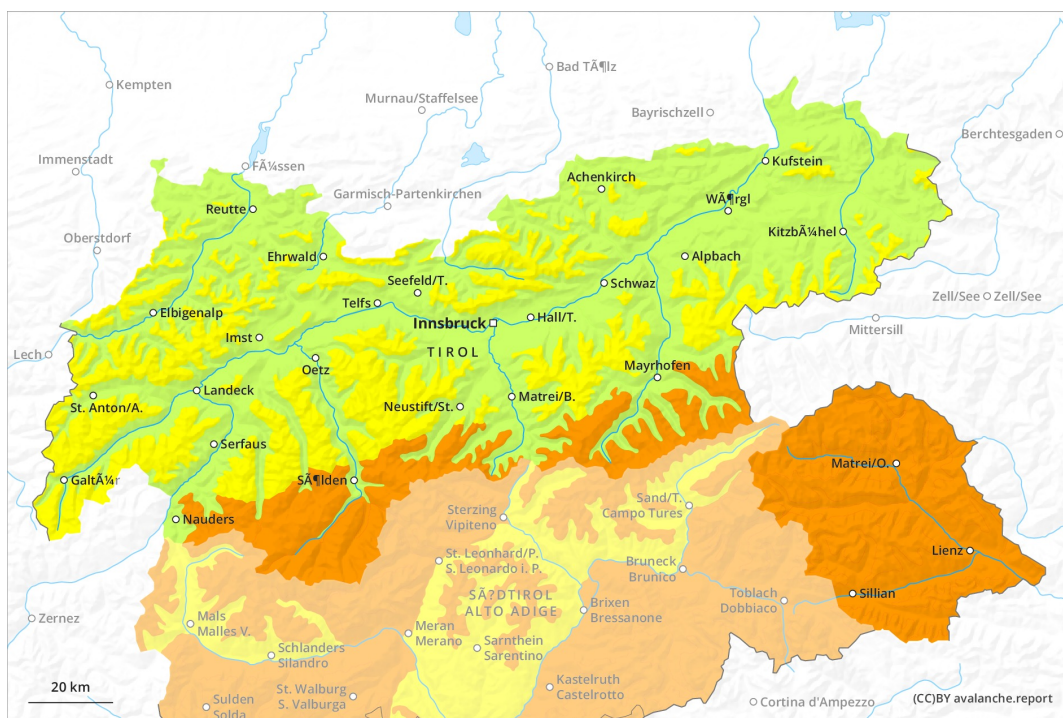 Kempten
Bad TÃ¶lz
Murnau/Staffelsee
Bayrischzell
Berchtesgaden
Immenstadt
FÃ¼ssen
Kufstein
Achenkirch
Garmisch-Partenkirchen
WÃ¶rgl
Reutte
Oberstdorf
KitzbÃ¼hel
Ehrwald
Alpbach
Seefeld/T.
Schwaz
Zell/See
Zell/See
Telfs
Elbigenalp
Hall/T.
Innsbruck
Mittersill
Imst
TIROL
Lech
Oetz
Mayrhofen
Landeck
St. Anton/A.
Matrei/B.
Neustift/St.
Serfaus
Matrei/O.
GaltÃ¼r
SÃ¶lden
Sand/T.
Campo Tures
Nauders
Sterzing
Vipiteno
Lienz
St. Leonhard/P.
S. Leonardo i. P.
Bruneck
Brunico
SÃ?DTIROL
ALTO ADIGE
Sillian
Toblach
Dobbiaco
Zernez
Mals
Malles V.
Brixen
Bressanone
Meran
Merano
Schlanders
Silandro
Sarnthein
Sarentino
20 km
St. Walburg
S. Valburga
Kastelruth
Castelrotto
Sulden
Solda
Cortina d'Ampezzo
(CC)BY avalanche.report